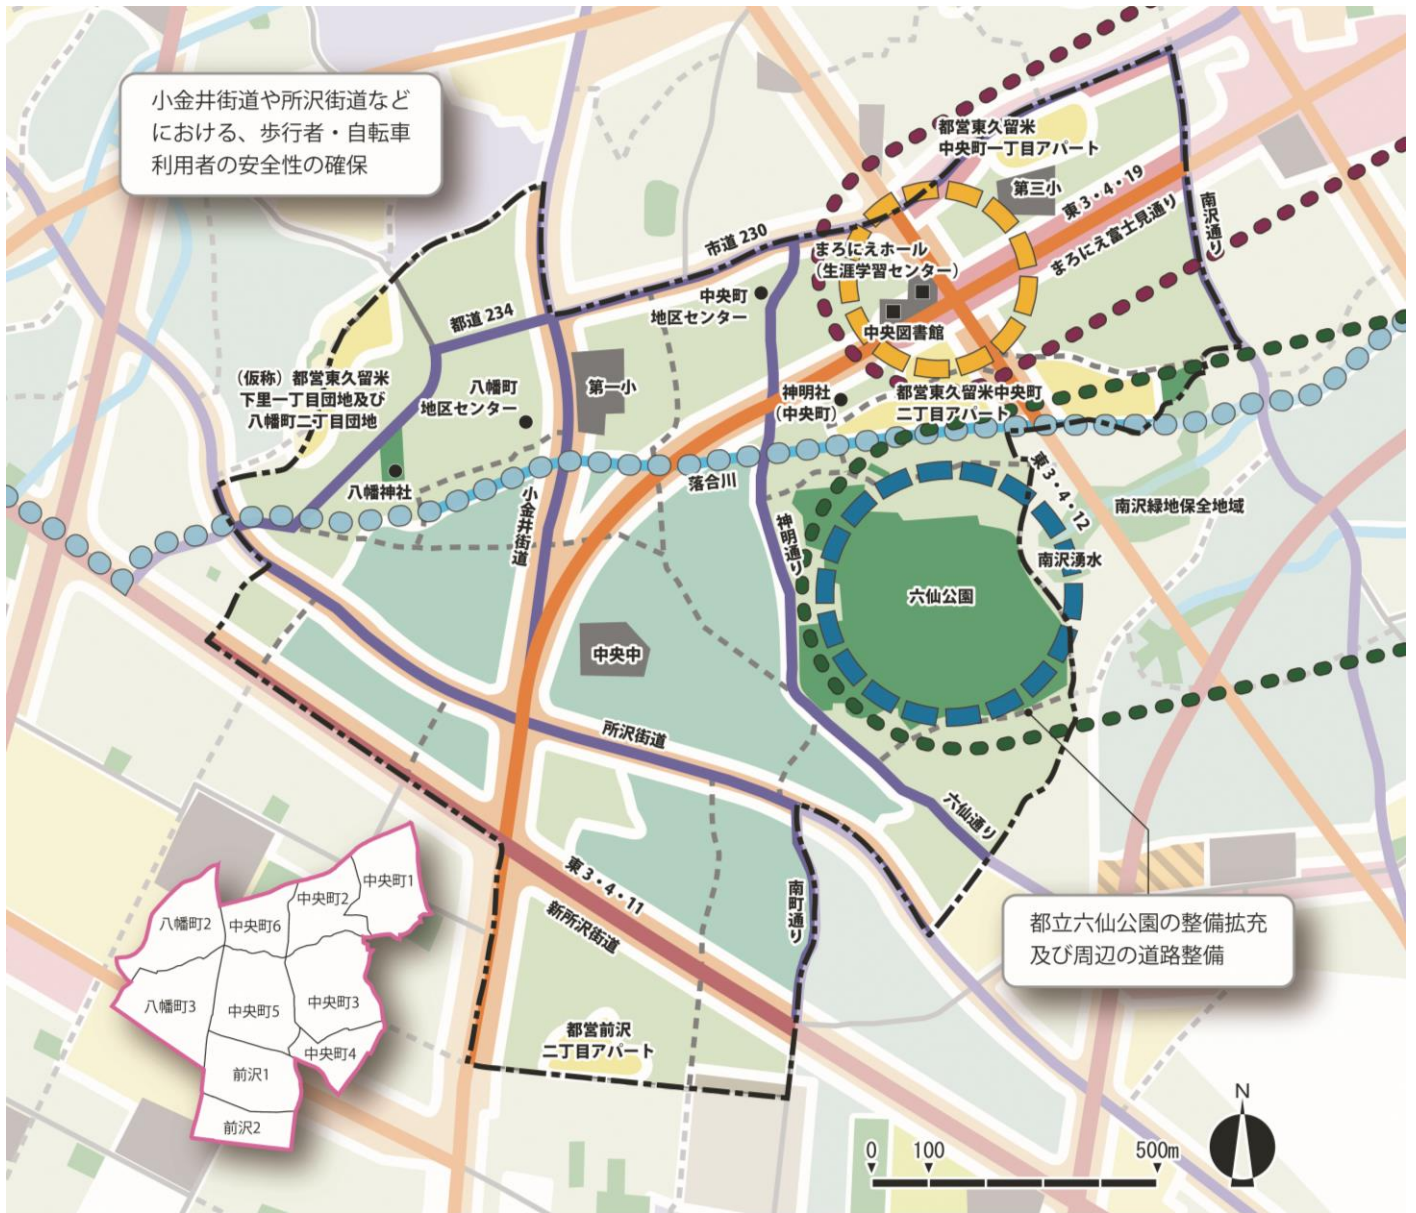 小金井街道や所沢街道など
における、歩行者・自転車
利用者の安全性の確保
都営東久留米
中央町一丁目アパート
第三小
東3・4・19
まろにえ富士見通り
南沢通り
市道 230
まろにえホール
(生涯学習センター)
中央町
地区センター
中央図書館
都道 234
(仮称)都営東久留米
下里一丁目団地及び
八幡町二丁目団地
八幡町
地区センター
第一小
神明社
(中央町)
都営東久留米中央町
二丁目アパート
八幡神社
小金井街道
落合川
神明通り
東3・4・12
南沢緑地保全地域
南沢湧水
六仙公園
中央中
所沢街道
六仙通り
東3・4・11
新所沢街道
南町通り
都立六仙公園の整備拡充
及び周辺の道路整備
都営前沢
二丁目アパート
中央町1
中央町2
八幡町2
中央町6
八幡町3
中央町5
中央町3
中央町4
前沢1
前沢2
N
0 100 500m